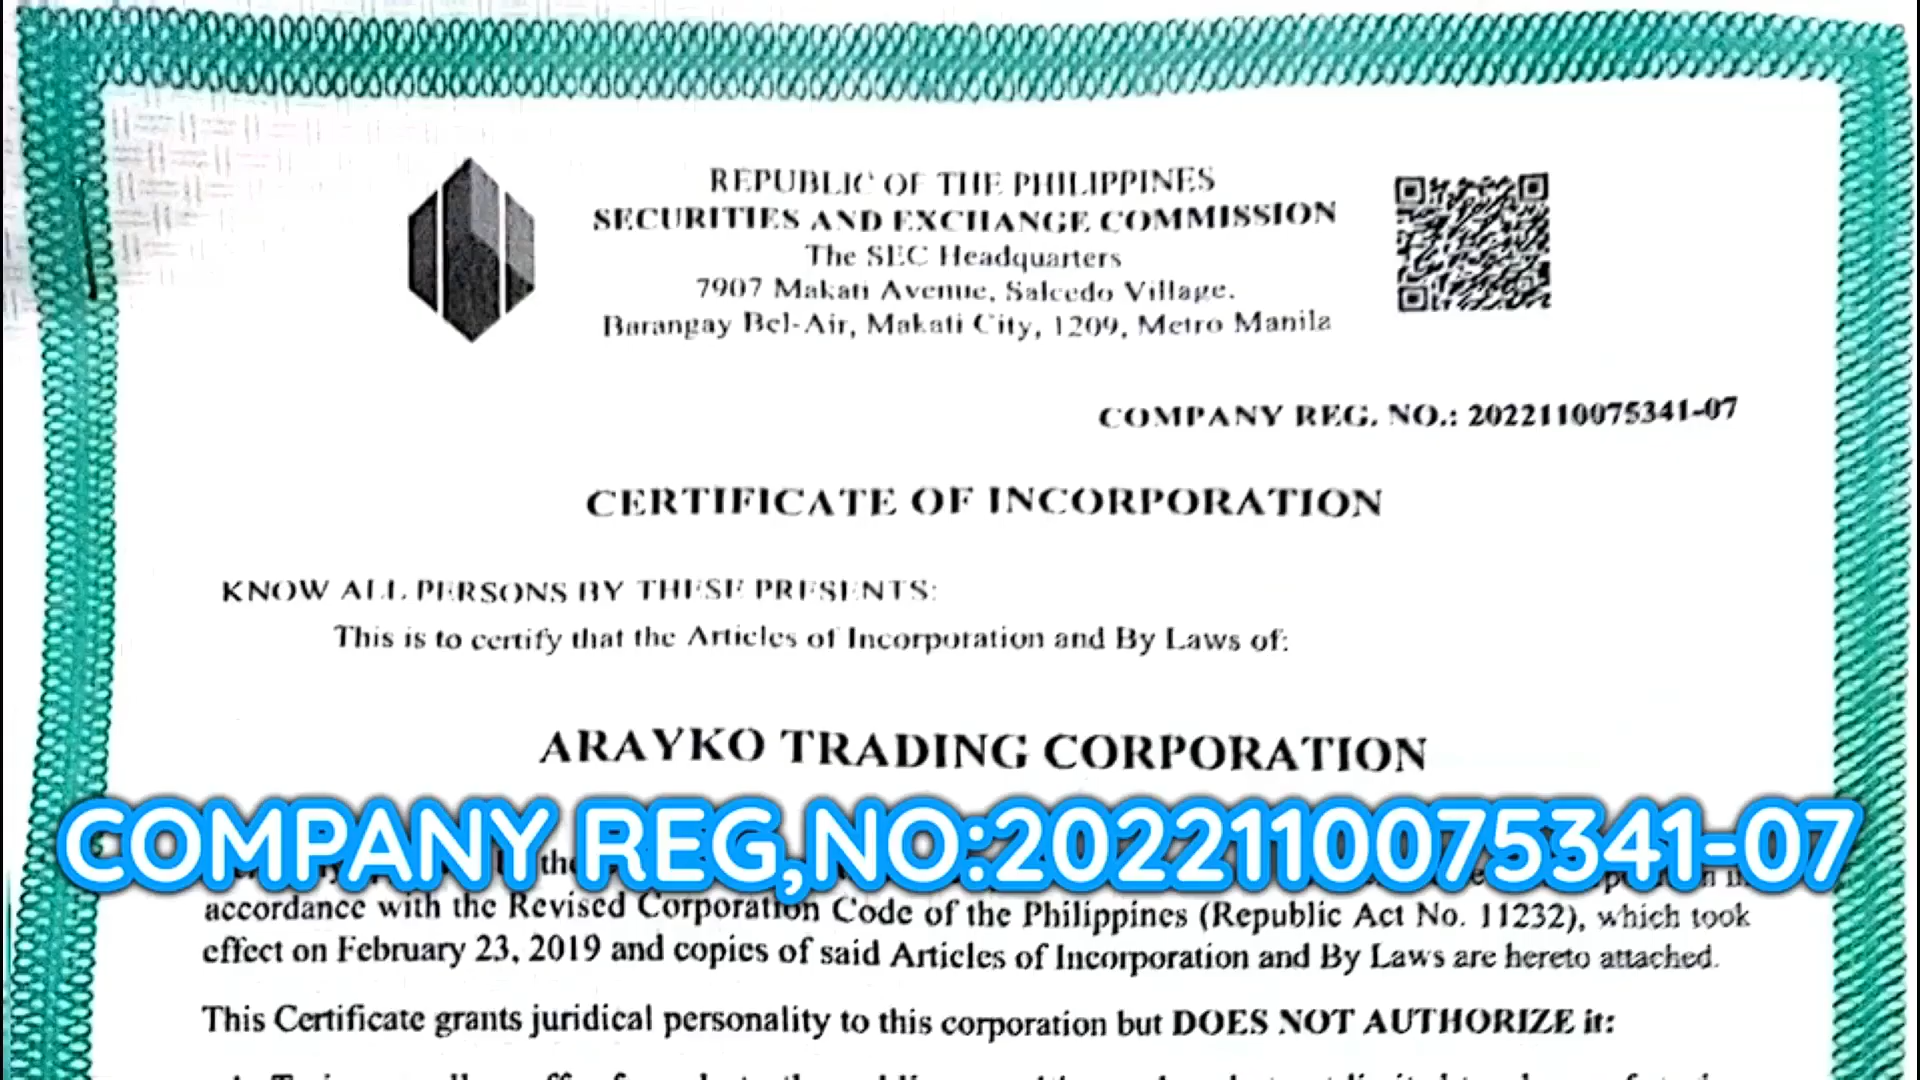 REPUBLIC OF THE PHILIPPINES
SECURITIES AND EXCHANGE COMMISSION
The SEC Headquarters
7907 Makati Avenue, Salcedo Village,
Barangay Bel-Air, Makati City, 1209, Metro Manila
COMPANY REG. NO.: 2022110075341-07
CERTIFICATE OF INCORPORATION
KNOW ALL PERSONS BY THESE PRESENTS:
This is to certify that the Articles of Incorporation and By Laws of:
ARAYKO TRADING CORPORATION
COMPANY REG,NO:2022110075341-07
accordance with the Revised Corporation Code of the Philippines (Republic Act No. 11232), which took
effect on February 23, 2019 and copies of said Articles of Incorporation and By Laws are hereto attached.
This Certificate grants juridical personality to this corporation but DOES NOT AUTHORIZE it: